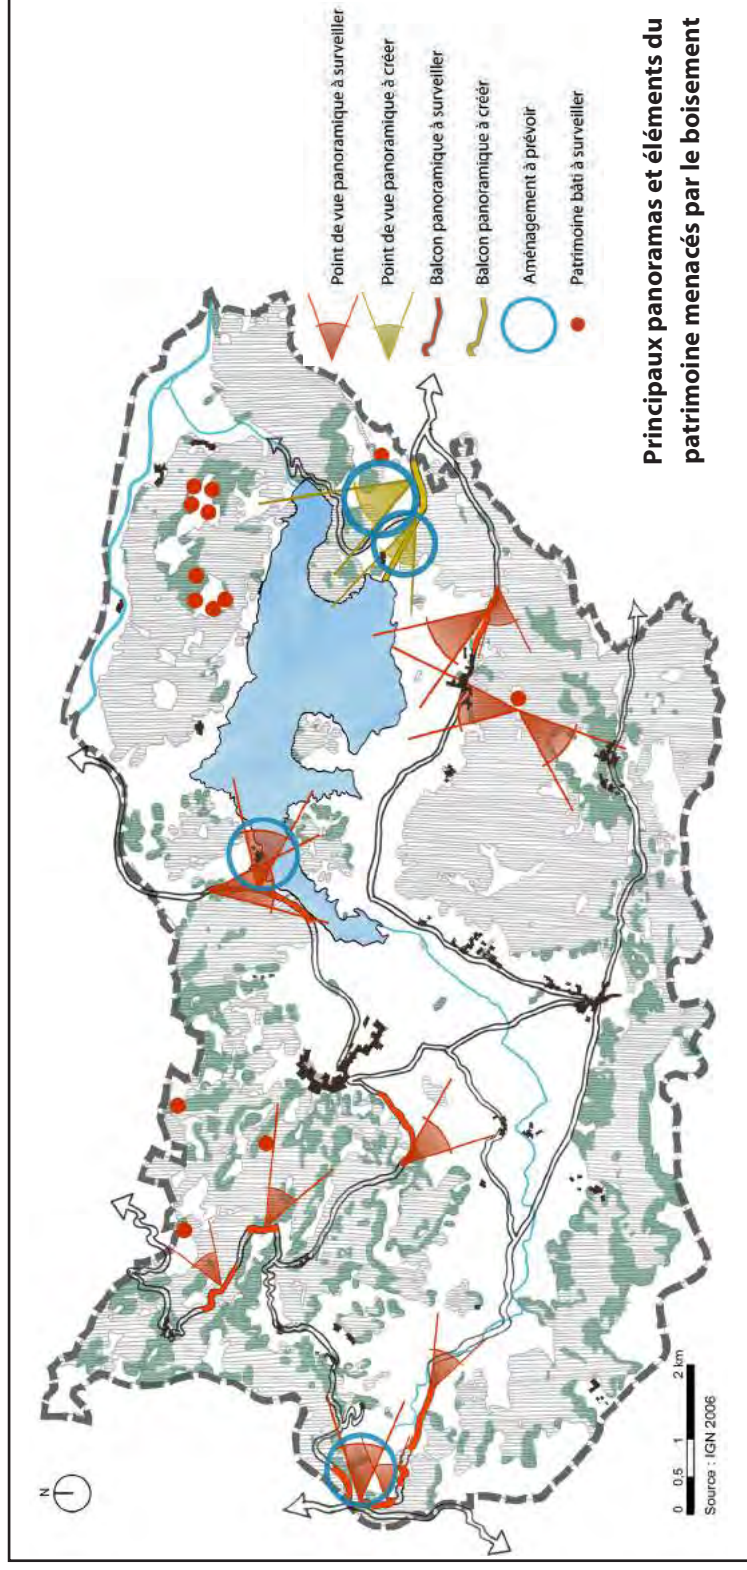 Point de vue panoramique à surveiller
Point de vue panoramique à créer
Balcon panoramique à surveiller
Balcon panoramique à créér
Aménagement à prévoir
Patrimoine bâti à surveiller
Principaux panoramas et éléments du
patrimoine menacés par le boisement
N
0 0.5 1 2 km
Source : IGN 2006